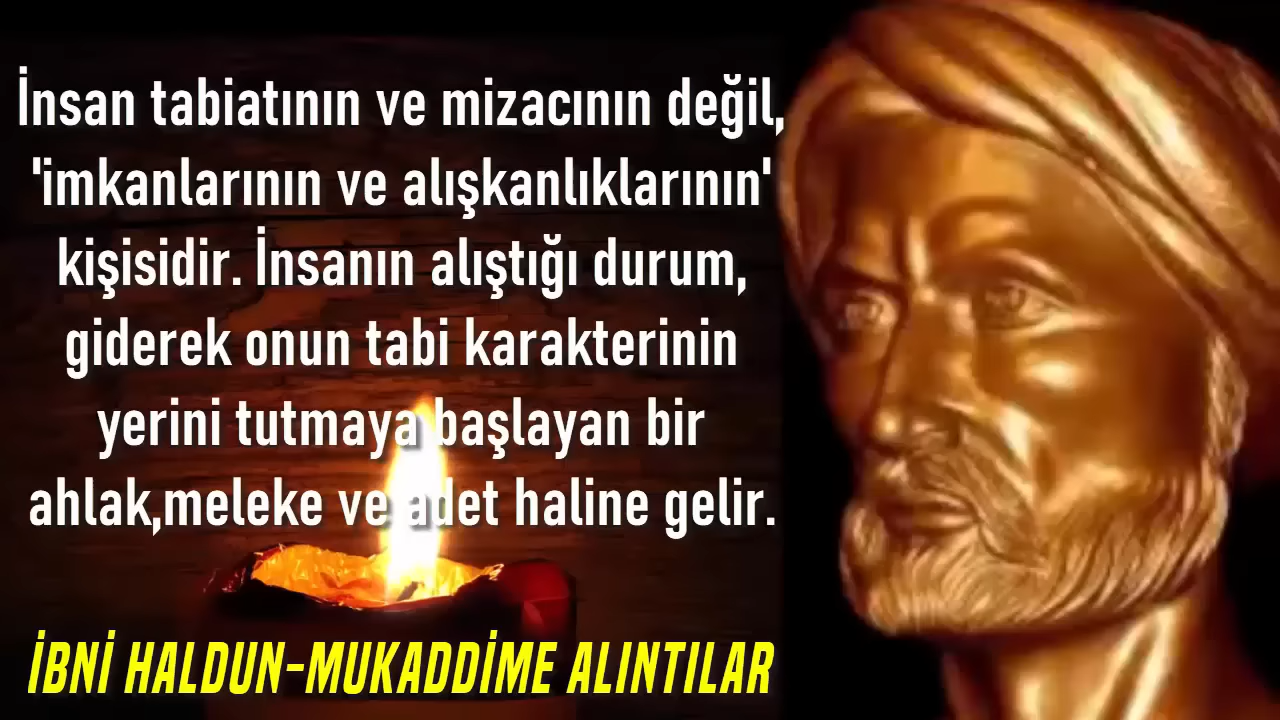 İnsan tabiatının ve mizacının değil,
'imkanlarının ve alışkanlıklarının'
kişisidir. İnsanın alıştığı durum,
giderek onun tabi karakterinin
yerini tutmaya başlayan bir
ahlak,meleke ve adet haline gelir.
İBNİ HALDUN-MUKADDİME ALINTILAR